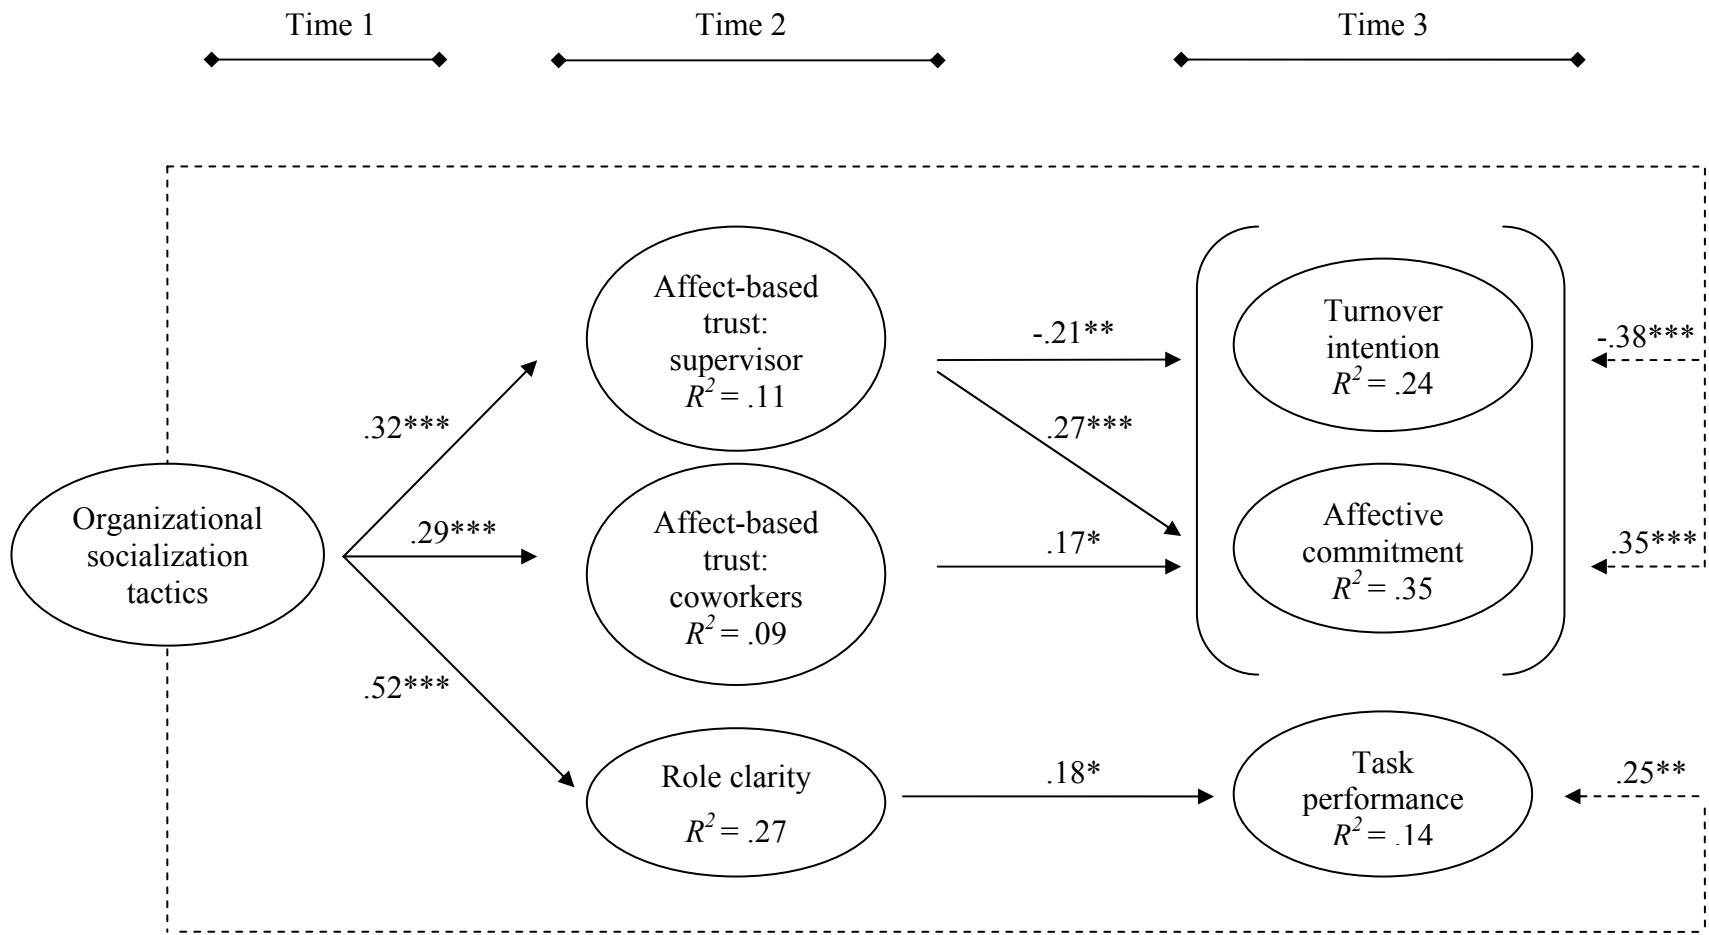 Time 1
Time 2
Time 3
Affect-based
trust:
supervisor
R² = .11
Turnover
intention
R² = .24
-.21**
-.38***
.32***
.27***
Organizational
socialization
tactics
.29***
Affect-based
trust:
coworkers
R² = .09
.17*
Affective
commitment
R² = .35
.35***
.52***
Role clarity
R² = .27
.18*
Task
performance
R² = .14
.25**